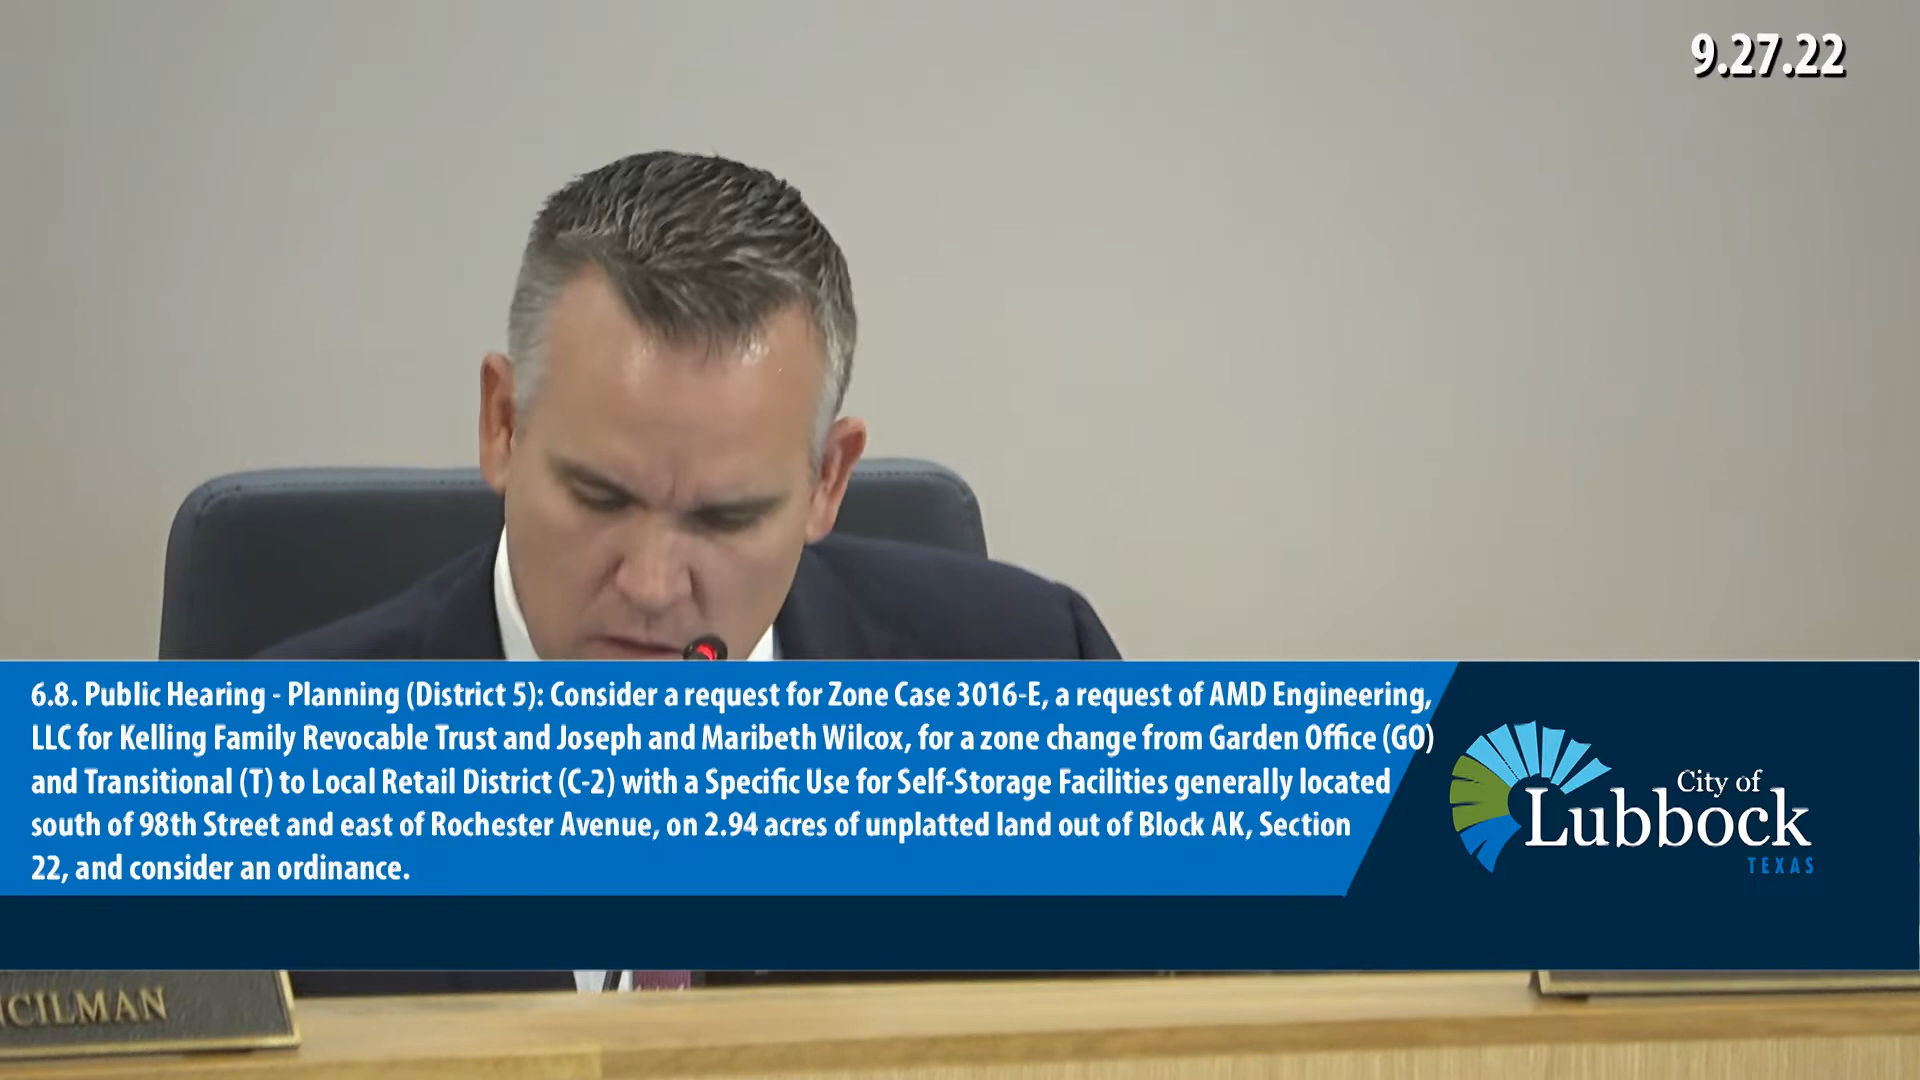 9.27.22
6.8. Public Hearing - Planning (District 5): Consider a request for Zone Case 3016-E, a request of AMD Engineering,
LLC for Kelling Family Revocable Trust and Joseph and Maribeth Wilcox, for a zone change from Garden Office (GO)
and Transitional (T) to Local Retail District (C-2) with a Specific Use for Self-Storage Facilities generally located
south of 98th Street and east of Rochester Avenue, on 2.94 acres of unplatted land out of Block AK, Section
22, and consider an ordinance.
City of
Lubbock
TEXAS
NCILMAN